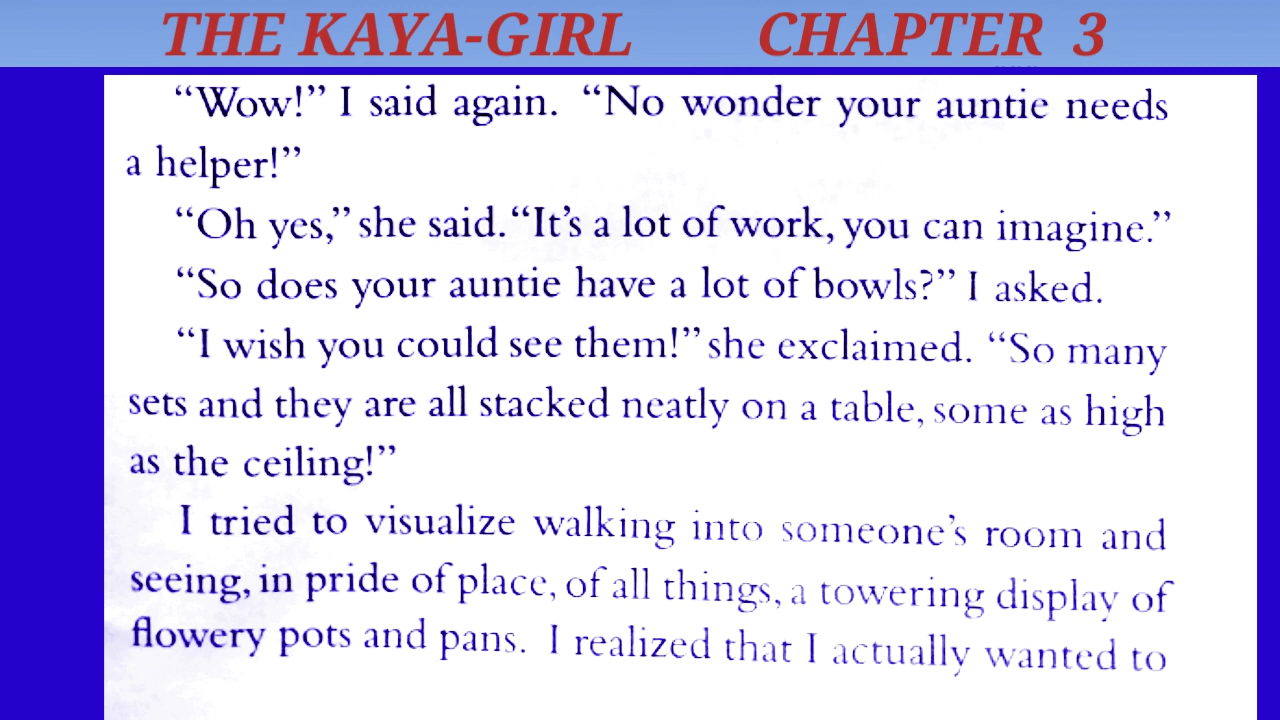 THE KAYA-GIRL CHAPTER 3
“Wow!” I said again. “No wonder your auntie needs
a helper!”
“Oh yes,” she said. “It’s a lot of work, you can imagine.”
“So does your auntie have a lot of bowls?” I asked.
“I wish you could see them!” she exclaimed. “So many
sets and they are all stacked neatly on a table, some as high
as the ceiling!”
I tried to visualize walking into someone’s room and
seeing, in pride of place, of all things, a towering display of
flowery pots and pans. I realized that I actually wanted to